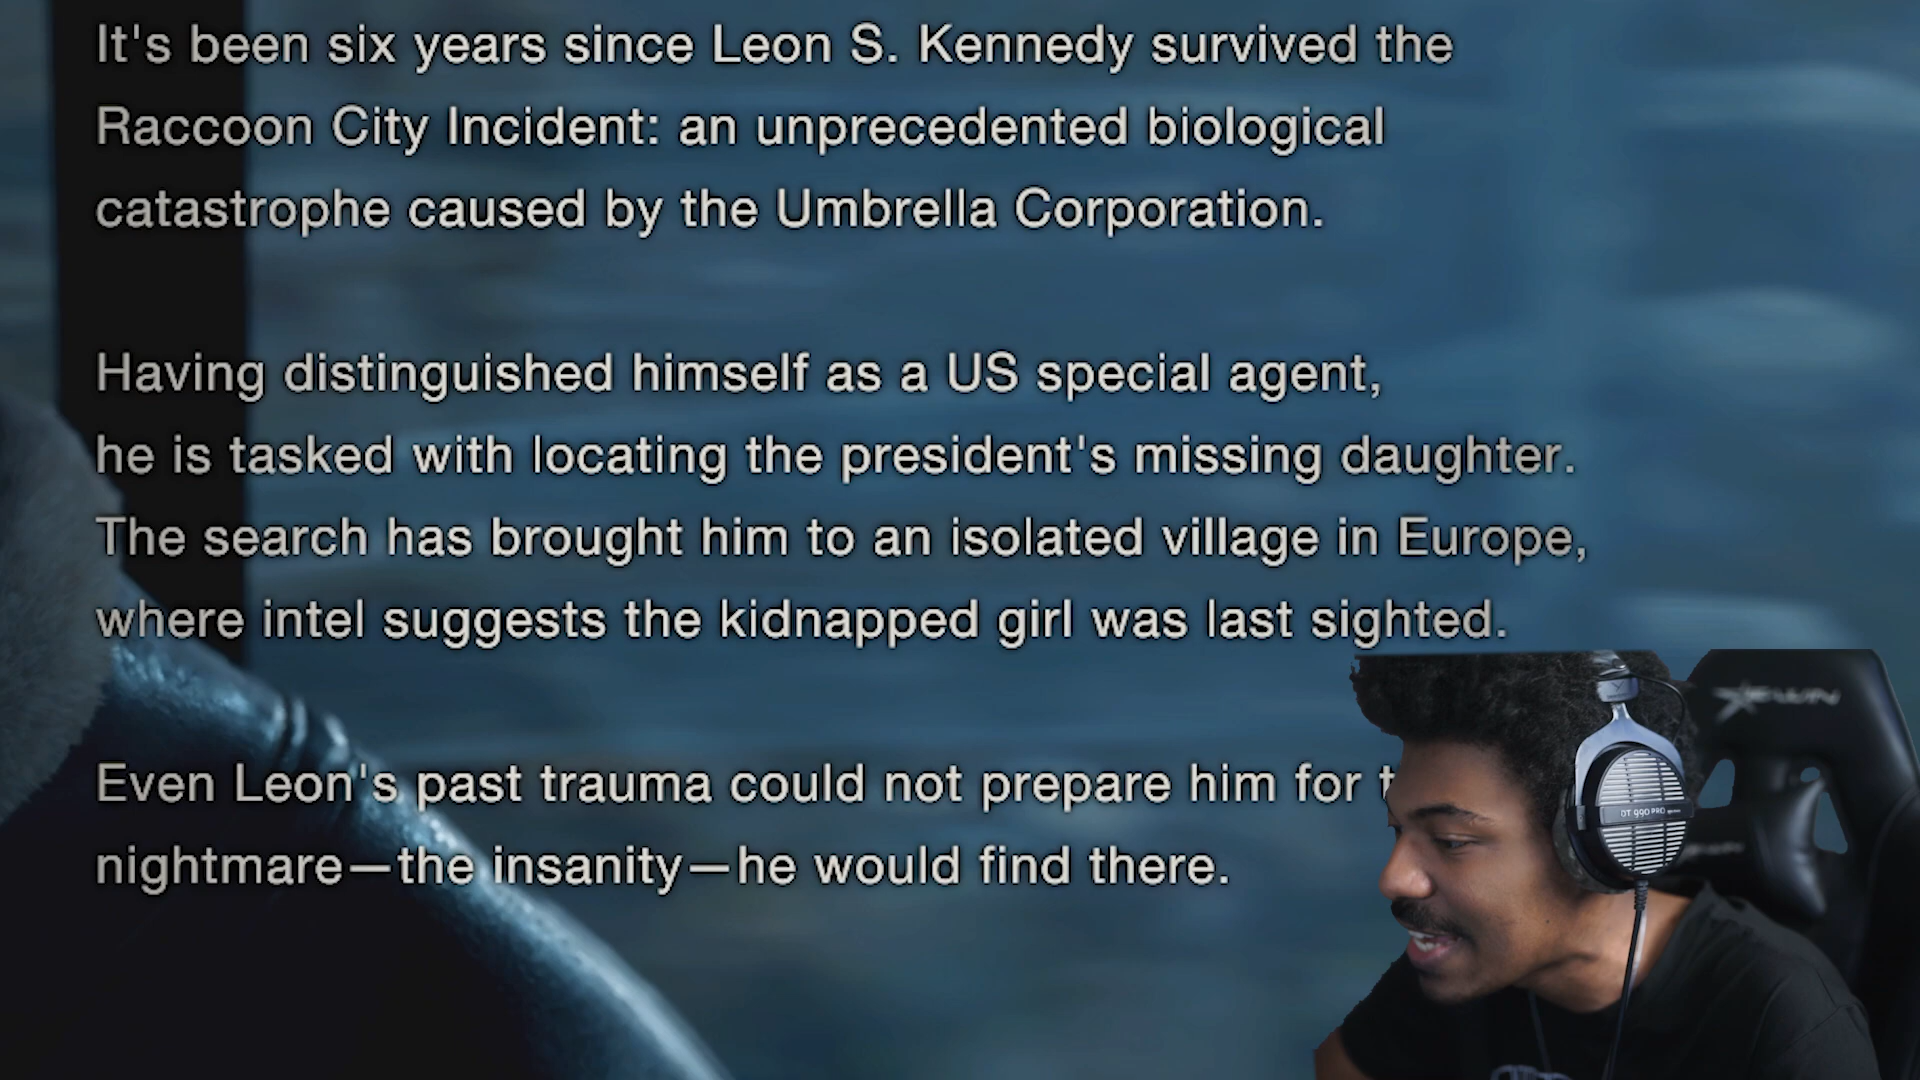 It's been six years since Leon S. Kennedy survived the
Raccoon City Incident: an unprecedented biological
catastrophe caused by the Umbrella Corporation.
Having distinguished himself as a US special agent,
he is tasked with locating the president's missing daughter.
The search has brought him to an isolated village in Europe,
where intel suggests the kidnapped girl was last sighted.
Even Leon's past trauma could not prepare him for
nightmare—the insanity—he would find there.
DT 990 PRO